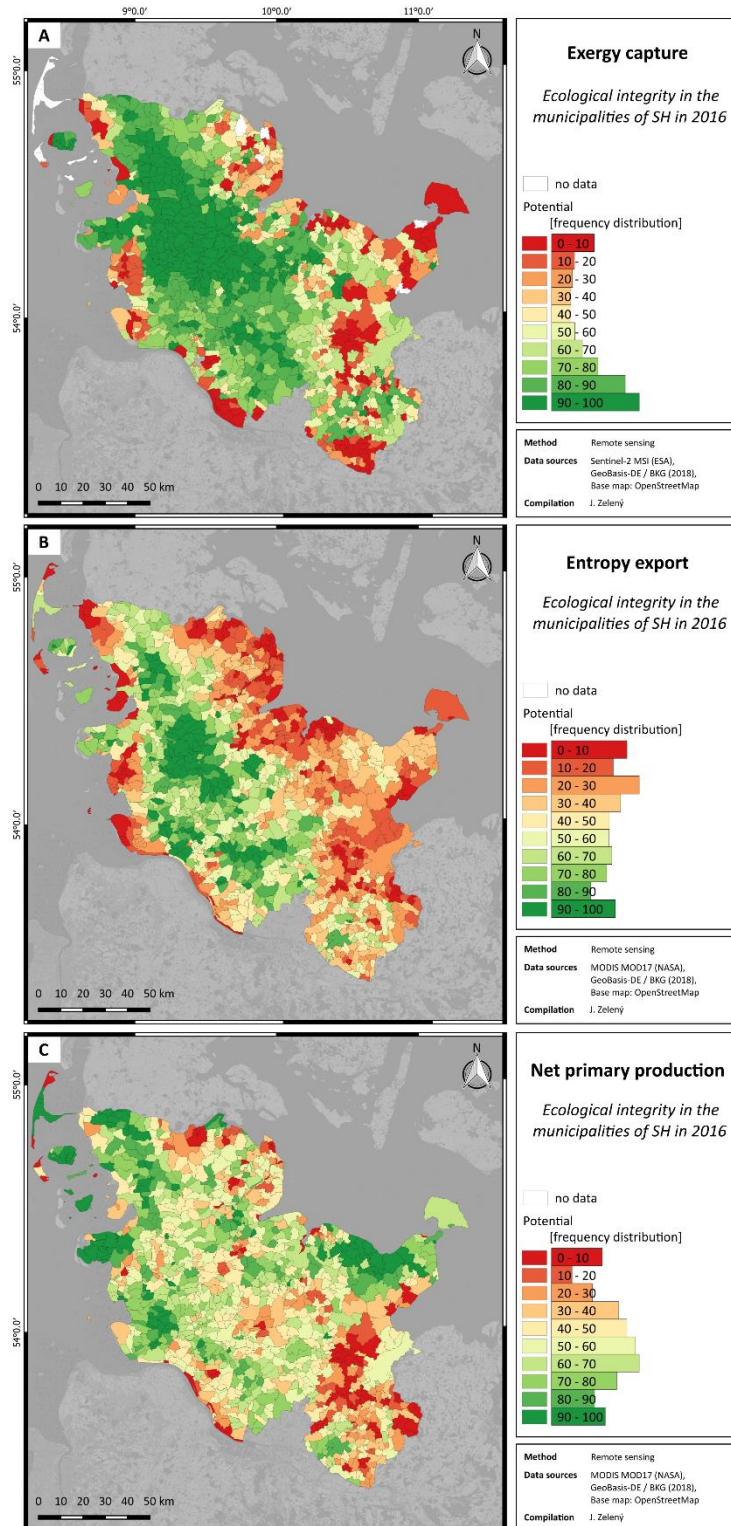 9°0.0'
10°0.0'
11°0.0'
A
N
55°0.0'
54°0.0'
0 10 20 30 40 50 km
Exergy capture
Ecological integrity in the
municipalities of SH in 2016
no data
Potential
[frequency distribution]
0 - 10
10 - 20
20 - 30
30 - 40
40 - 50
50 - 60
60 - 70
70 - 80
80 - 90
90 - 100
Method Remote sensing
Data sources Sentinel-2 MSI (ESA),
GeoBasis-DE / BKG (2018),
Base map: OpenStreetMap
Compilation J. Zelený
B
N
55°0.0'
54°0.0'
0 10 20 30 40 50 km
Entropy export
Ecological integrity in the
municipalities of SH in 2016
no data
Potential
[frequency distribution]
0 - 10
10 - 20
20 - 30
30 - 40
40 - 50
50 - 60
60 - 70
70 - 80
80 - 90
90 - 100
Method Remote sensing
Data sources MODIS MOD17 (NASA),
GeoBasis-DE / BKG (2018),
Base map: OpenStreetMap
Compilation J. Zelený
C
N
55°0.0'
54°0.0'
0 10 20 30 40 50 km
Net primary production
Ecological integrity in the
municipalities of SH in 2016
no data
Potential
[frequency distribution]
0 - 10
10 - 20
20 - 30
30 - 40
40 - 50
50 - 60
60 - 70
70 - 80
80 - 90
90 - 100
Method Remote sensing
Data sources MODIS MOD17 (NASA),
GeoBasis-DE / BKG (2018),
Base map: OpenStreetMap
Compilation J. Zelený